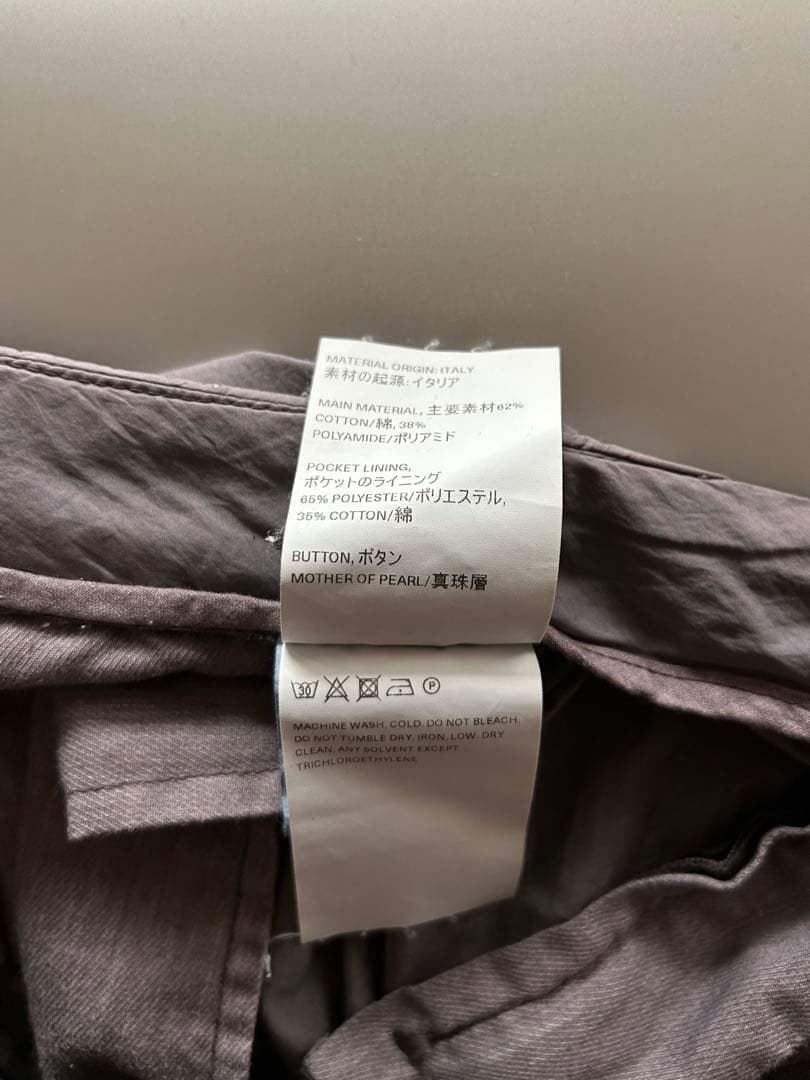 MATERIAL ORIGIN: ITALY
素材の起源: イタリア
MAIN MATERIAL, 主要素材62%
COTTON/綿, 38%
POLYAMIDE/ポリアミド
POCKET LINING,
ポケットのライニング
65% POLYESTER/ポリエステル,
35% COTTON/綿
BUTTON, ボタン
MOTHER OF PEARL/真珠層
30 P
MACHINE WASH, COLD. DO NOT BLEACH.
DO NOT TUMBLE DRY. IRON, LOW. DRY
CLEAN, ANY SOLVENT EXCEPT
TRICHLOROETHYLENE